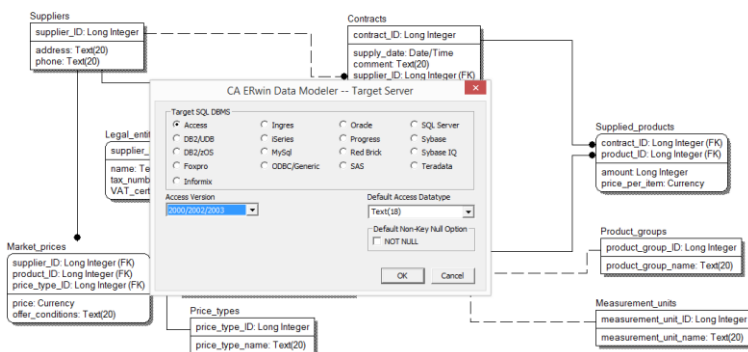 Suppliers
supplier_ID: Long Integer
address: Text(20)
phone: Text(20)
Contracts
contract_ID: Long Integer
supply_date: Date/Time
comment: Text(20)
supplier_ID: Long Integer (FK)
CA ERwin Data Modeler -- Target Server
Target SQL DBMS
Access
Ingres
Oracle
SQL Server
DB2/UDB
iSeries
Progress
Sybase
DB2/zOS
MySql
Red Brick
Sybase IQ
Foxpro
ODBC/Generic
SAS
Teradata
Informix
Access Version
2000/2002/2003
Default Access Datatype
Text(18)
Default Non-Key Null Option
NOT NULL
OK
Cancel
Legal_enti
supplier_
name: Te
tax_numb
VAT_cert
Supplied_products
contract_ID: Long Integer (FK)
product_ID: Long Integer (FK)
amount: Long Integer
price_per_item: Currency
Market_prices
supplier_ID: Long Integer (FK)
product_ID: Long Integer (FK)
price_type_ID: Long Integer (FK)
price: Currency
offer_conditions: Text(20)
Product_groups
product_group_ID: Long Integer
product_group_name: Text(20)
Price_types
price_type_ID: Long Integer
price_type_name: Text(20)
Measurement_units
measurement_unit_ID: Long Integer
measurement_unit_name: Text(20)